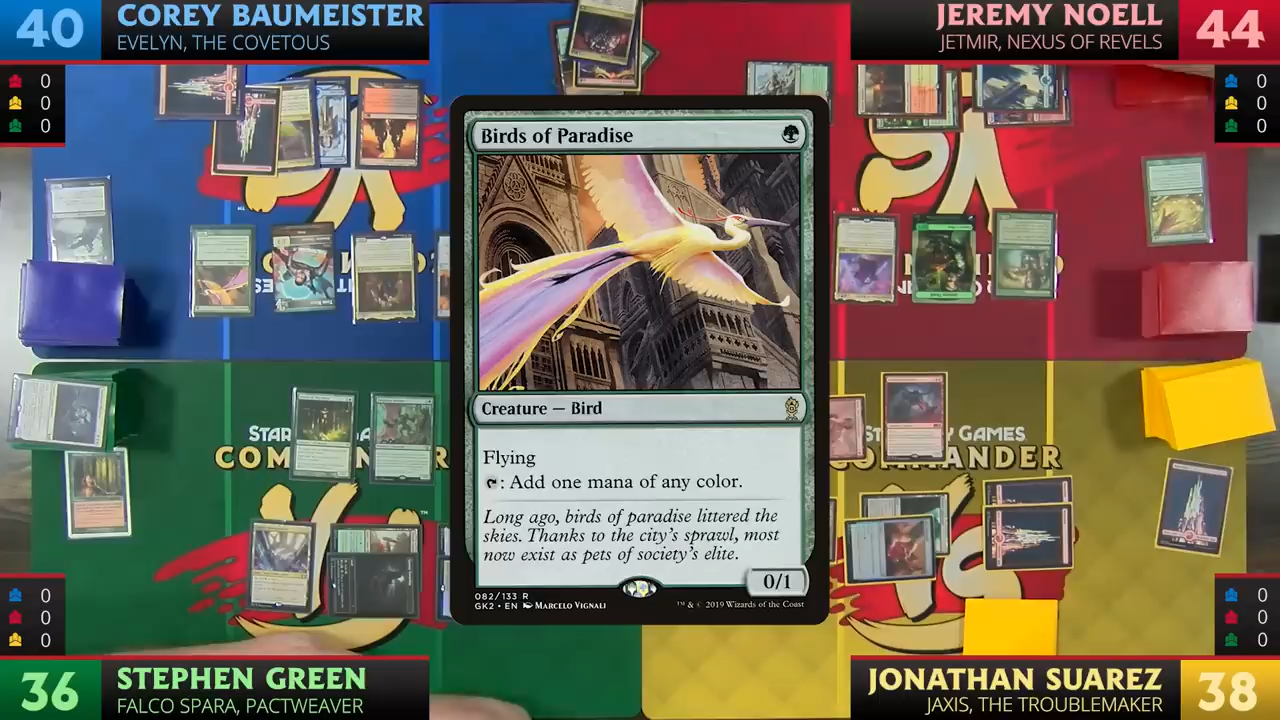 40
COREY BAUMEISTER
EVELYN, THE COVETOUS
0
0
0
JEREMY NOELL
JETMIR, NEXUS OF REVELS
44
0
0
0
Birds of Paradise
Creature — Bird
Flying
: Add one mana of any color.
Long ago, birds of paradise littered the
skies. Thanks to the city's sprawl, most
now exist as pets of society's elite.
0/1
082/133 R
GK2 • EN MARCELO VIGNALI
™ & © 2019 Wizards of the Coast
STAR
COMM
Y GAMES
OMMANDER
0
0
0
36
STEPHEN GREEN
FALCO SPARA, PACTWEAVER
0
0
0
JONATHAN SUAREZ
JAXIS, THE TROUBLEMAKER
38